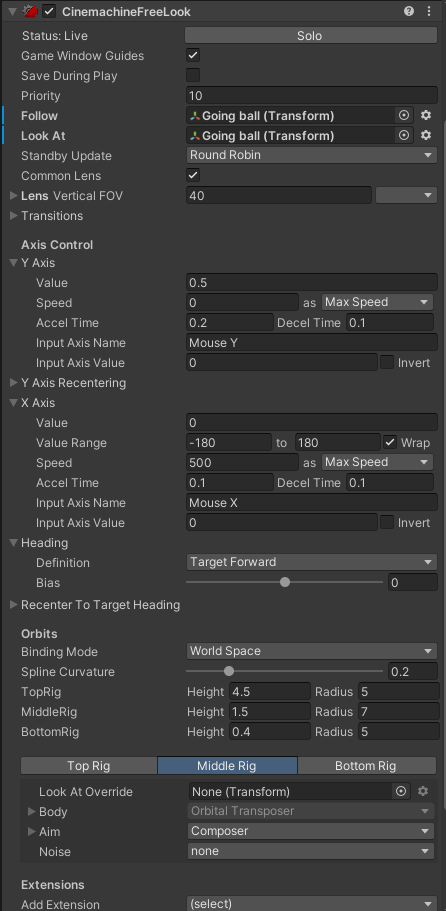 CinemachineFreeLook
Status: Live Solo
Game Window Guides
Save During Play
Priority 10
Follow Going ball (Transform)
Look At Going ball (Transform)
Standby Update Round Robin
Common Lens
Lens Vertical FOV 40
Transitions
Axis Control
Y Axis
Value 0.5
Speed 0 as Max Speed
Accel Time 0.2 Decel Time 0.1
Input Axis Name Mouse Y
Input Axis Value 0 Invert
Y Axis Recentering
X Axis
Value 0
Value Range -180 to 180 Wrap
Speed 500 as Max Speed
Accel Time 0.1 Decel Time 0.1
Input Axis Name Mouse X
Input Axis Value 0 Invert
Heading
Definition Target Forward
Bias 0
Recenter To Target Heading
Orbits
Binding Mode World Space
Spline Curvature 0.2
TopRig Height 4.5 Radius 5
MiddleRig Height 1.5 Radius 7
BottomRig Height 0.4 Radius 5
Top Rig Middle Rig Bottom Rig
Look At Override None (Transform)
Body Orbital Transposer
Aim Composer
Noise none
Extensions
Add Extension (select)